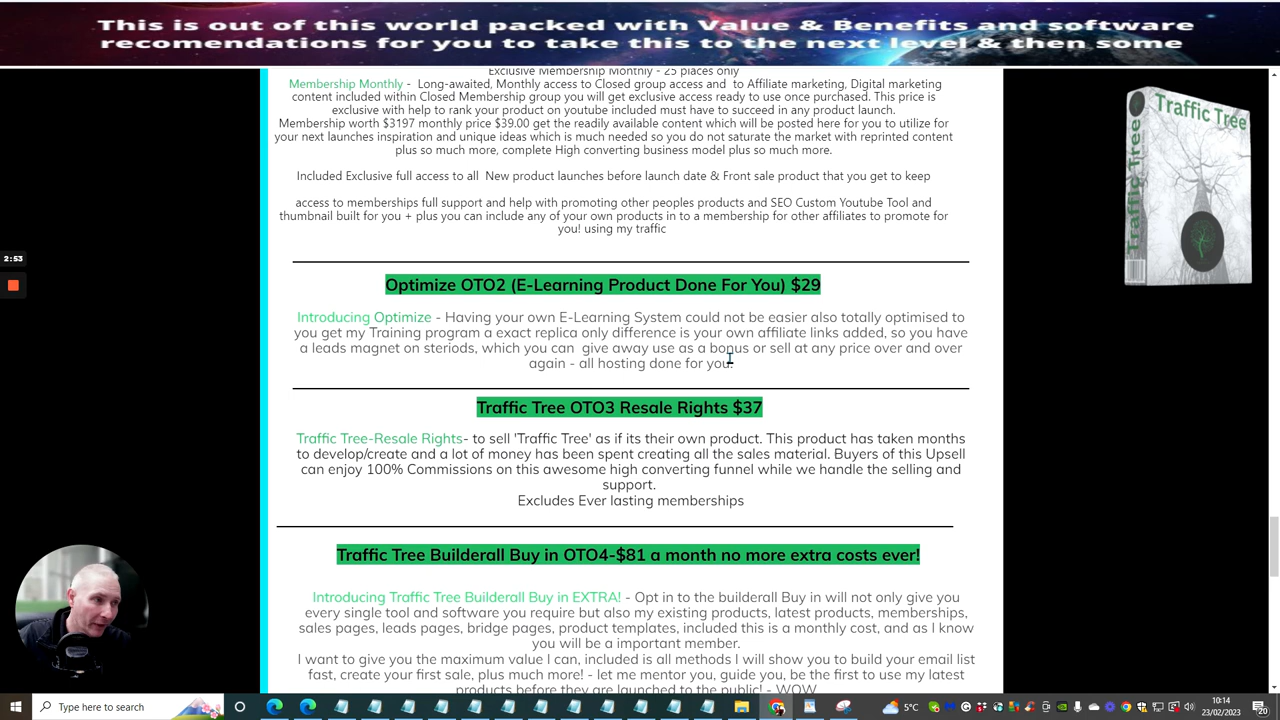 This is out of this world packed with Value & Benefits and software
recomendations for you to take this to the next level & then some
Exclusive Membership Monthly - 25 places only
Membership Monthly - Long-awaited, Monthly access to Closed group access and to Affiliate marketing, Digital marketing
content included within Closed Membership group you will get exclusive access ready to use once purchased. This price is
exclusive with help to rank your product on youtube included must have to succeed in any product launch.
Membership worth $3197 monthly price $39.00 get the readily available content which will be posted here for you to utilize for
your next launches inspiration and unique ideas which is much needed so you do not saturate the market with reprinted content
plus so much more, complete High converting business model plus so much more.
Included Exclusive full access to all New product launches before launch date & Front sale product that you get to keep
access to memberships full support and help with promoting other peoples products and SEO Custom Youtube Tool and
thumbnail built for you + plus you can include any of your own products in to a membership for other affiliates to promote for
you! using my traffic
Traffic Tree
Traffic Tree
2:53
Optimize OTO2 (E-Learning Product Done For You) $29
Introducing Optimize - Having your own E-Learning System could not be easier also totally optimised to
you get my Training program a exact replica only difference is your own affiliate links added, so you have
a leads magnet on steriods, which you can give away use as a bonus or sell at any price over and over
again - all hosting done for you.
Traffic Tree OTO3 Resale Rights $37
Traffic Tree-Resale Rights- to sell 'Traffic Tree' as if its their own product. This product has taken months
to develop/create and a lot of money has been spent creating all the sales material. Buyers of this Upsell
can enjoy 100% Commissions on this awesome high converting funnel while we handle the selling and
support.
Excludes Ever lasting memberships
Traffic Tree Builderall Buy in OTO4-$81 a month no more extra costs ever!
Introducing Traffic Tree Builderall Buy in EXTRA! - Opt in to the builderall Buy in will not only give you
every single tool and software you require but also my existing products, latest products, memberships,
sales pages, leads pages, bridge pages, product templates, included this is a monthly cost, and as I know
you will be a important member.
I want to give you the maximum value I can, included is all methods I will show you to build your email list
fast, create your first sale, plus much more! - let me mentor you, guide you, be the first to use my latest
products before they are launched to the public! - WOW
Type here to search
5°C
10:14
23/02/2023
20